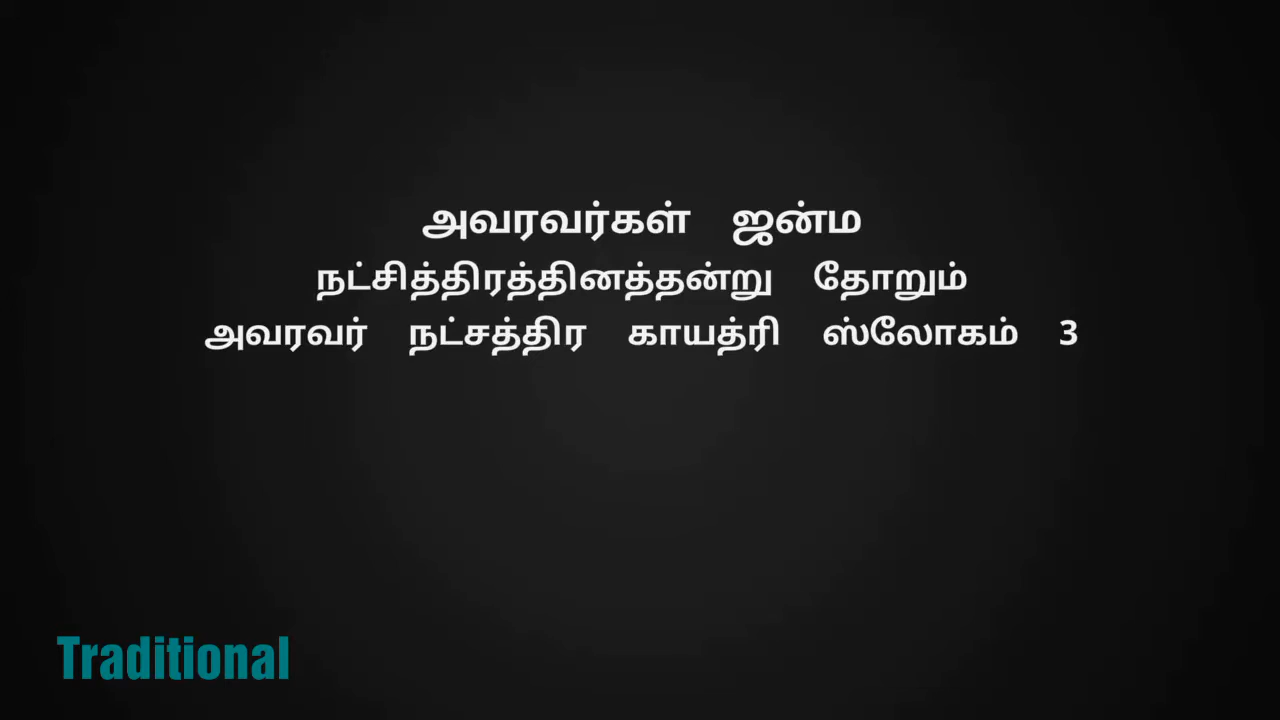 அவரவர்கள் ஜன்ம
நட்சித்திரத்தினத்தன்று தோறும்
அவரவர் நட்சத்திர காயத்ரி ஸ்லோகம் 3
Traditional